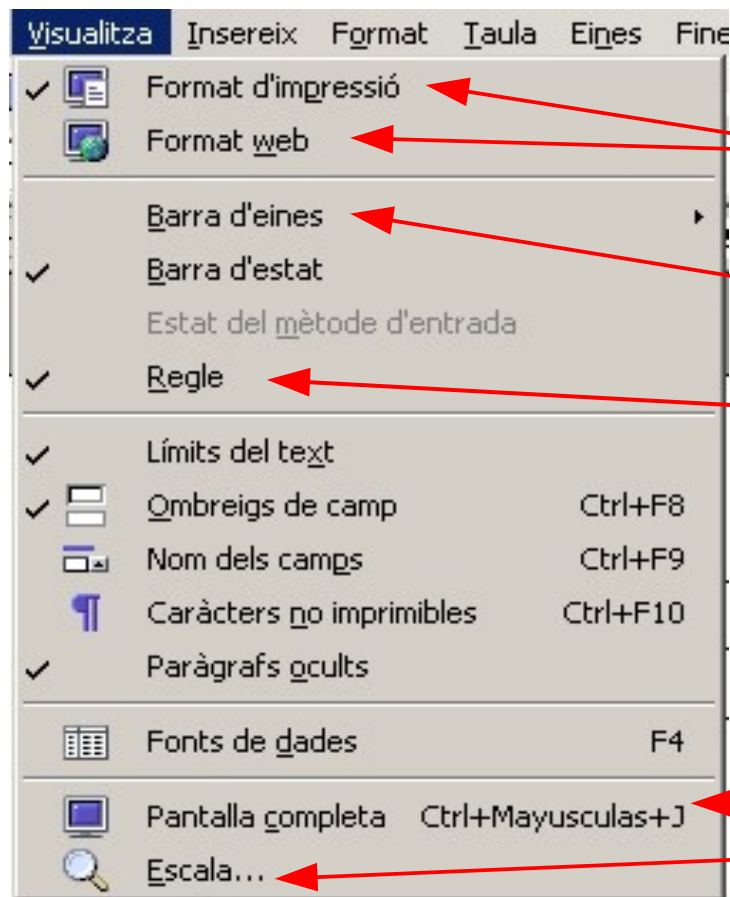 Visualitza Insereix Format Taula Eines Fine
Format d'impressió
Format web
Barra d'eines
Barra d'estat
Estat del mètode d'entrada
Regle
Límits del text
Ombreigs de camp Ctrl+F8
Nom dels camps Ctrl+F9
Caràcters no imprimibles Ctrl+F10
Paràgrafs ocults
Fonts de dades F4
Pantalla completa Ctrl+Mayusculas+J
Escala...